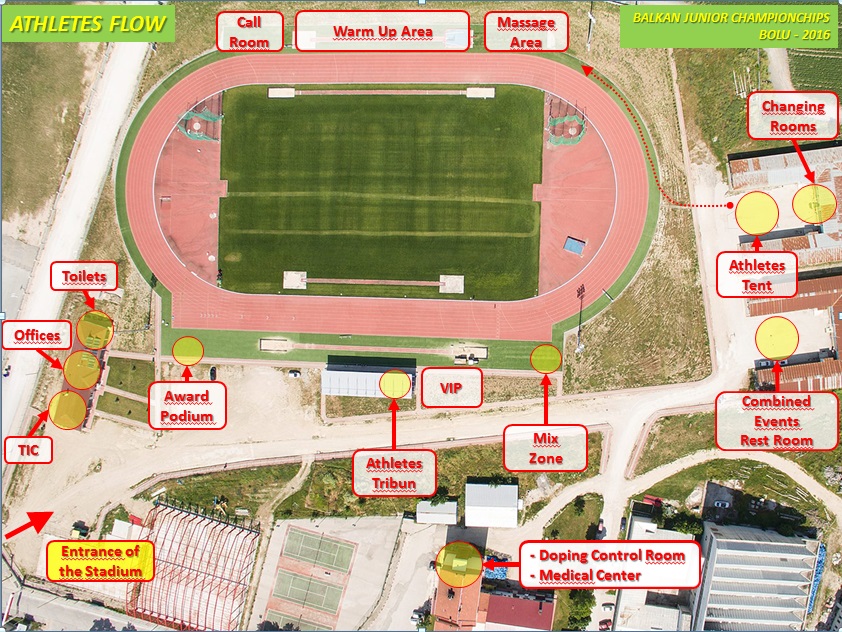 ATHLETES FLOW
BALKAN JUNIOR CHAMPIONCHIPS
BOLU - 2016
Call
Room
Warm Up Area
Massage
Area
Changing
Rooms
Athletes
Tent
Toilets
Offices
TIC
Award
Podium
VIP
Athletes
Tribun
Mix
Zone
Combined
Events
Rest Room
Entrance of
the Stadium
- Doping Control Room
- Medical Center